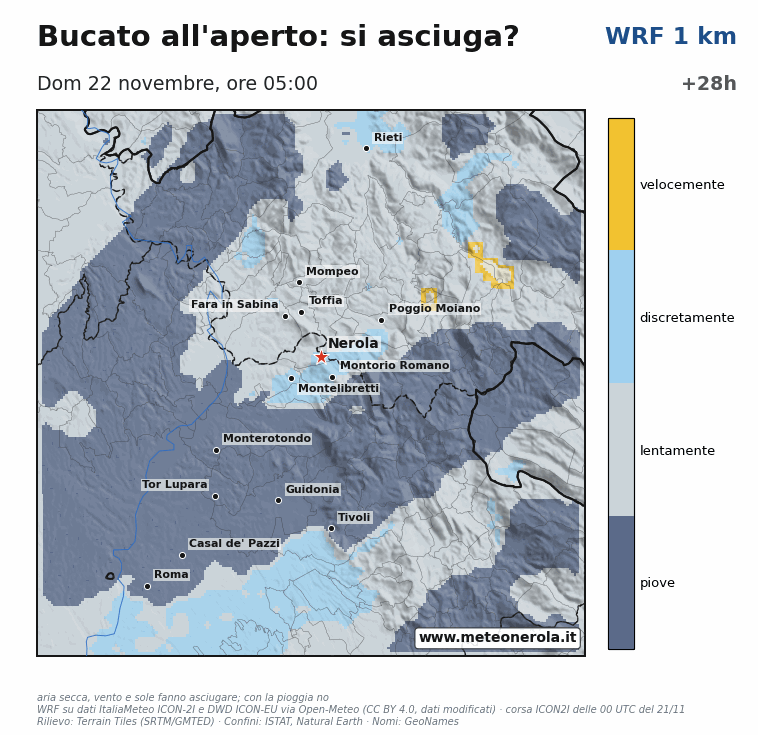 Bucato all'aperto: si asciuga?
WRF 1 km
Dom 22 novembre, ore 05:00
+28h
Rieti
velocemente
Mompeo
Toffia
Fara in Sabina
Poggio Moiano
discretamente
Nerola
Montorio Romano
Montelibretti
Monterotondo
lentamente
Tor Lupara
Guidonia
Tivoli
Casal de' Pazzi
Roma
piove
www.meteonerola.it
aria secca, vento e sole fanno asciugare; con la pioggia no
WRF su dati ItaliaMeteo ICON-2I e DWD ICON-EU via Open-Meteo (CC BY 4.0, dati modificati) · corsa ICON2I delle 00 UTC del 21/11
Rilievo: Terrain Tiles (SRTM/GMTED) · Confini: ISTAT, Natural Earth · Nomi: GeoNames